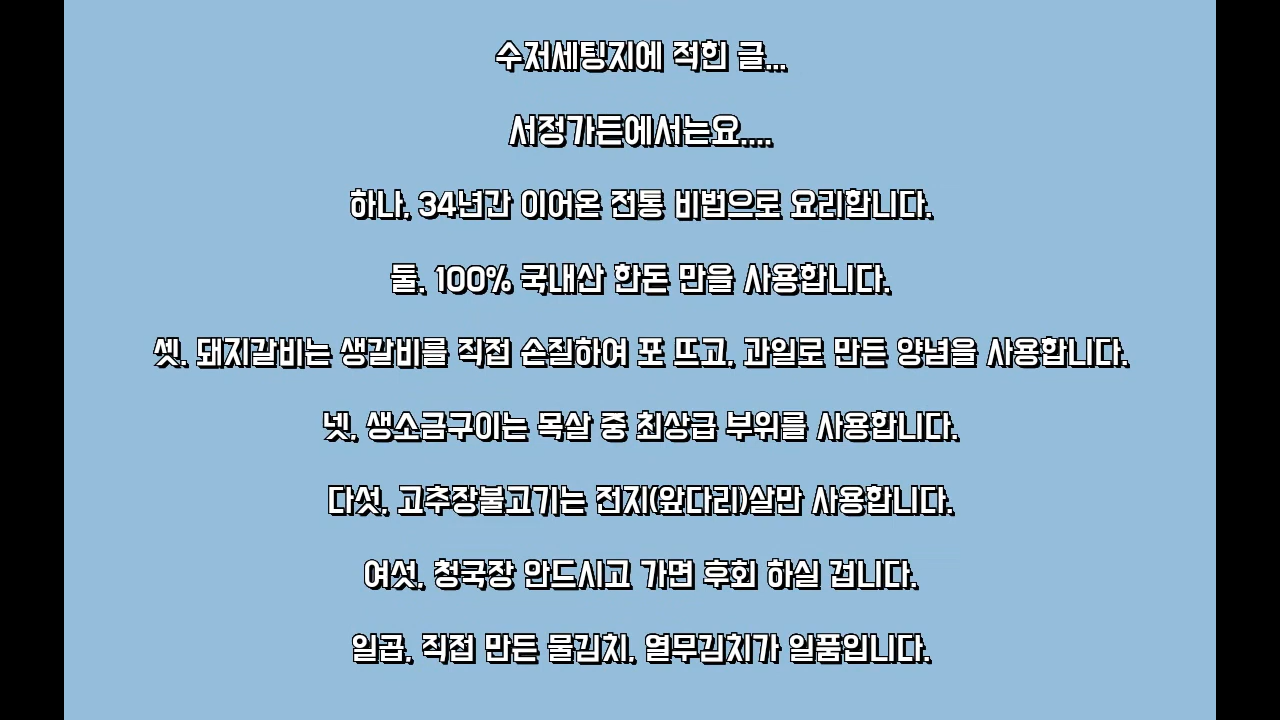 수저세팅지에 적힌 글...
서정가든에서는요....
하나. 34년간 이어온 전통 비법으로 요리합니다.
둘. 100% 국내산 한돈 만을 사용합니다.
셋. 돼지갈비는 생갈비를 직접 손질하여 포 뜨고, 과일로 만든 양념을 사용합니다.
넷. 생소금구이는 목살 중 최상급 부위를 사용합니다.
다섯. 고추장불고기는 전지(앞다리)살만 사용합니다.
여섯. 청국장 안드시고 가면 후회 하실 겁니다.
일곱. 직접 만든 물김치, 열무김치가 일품입니다.